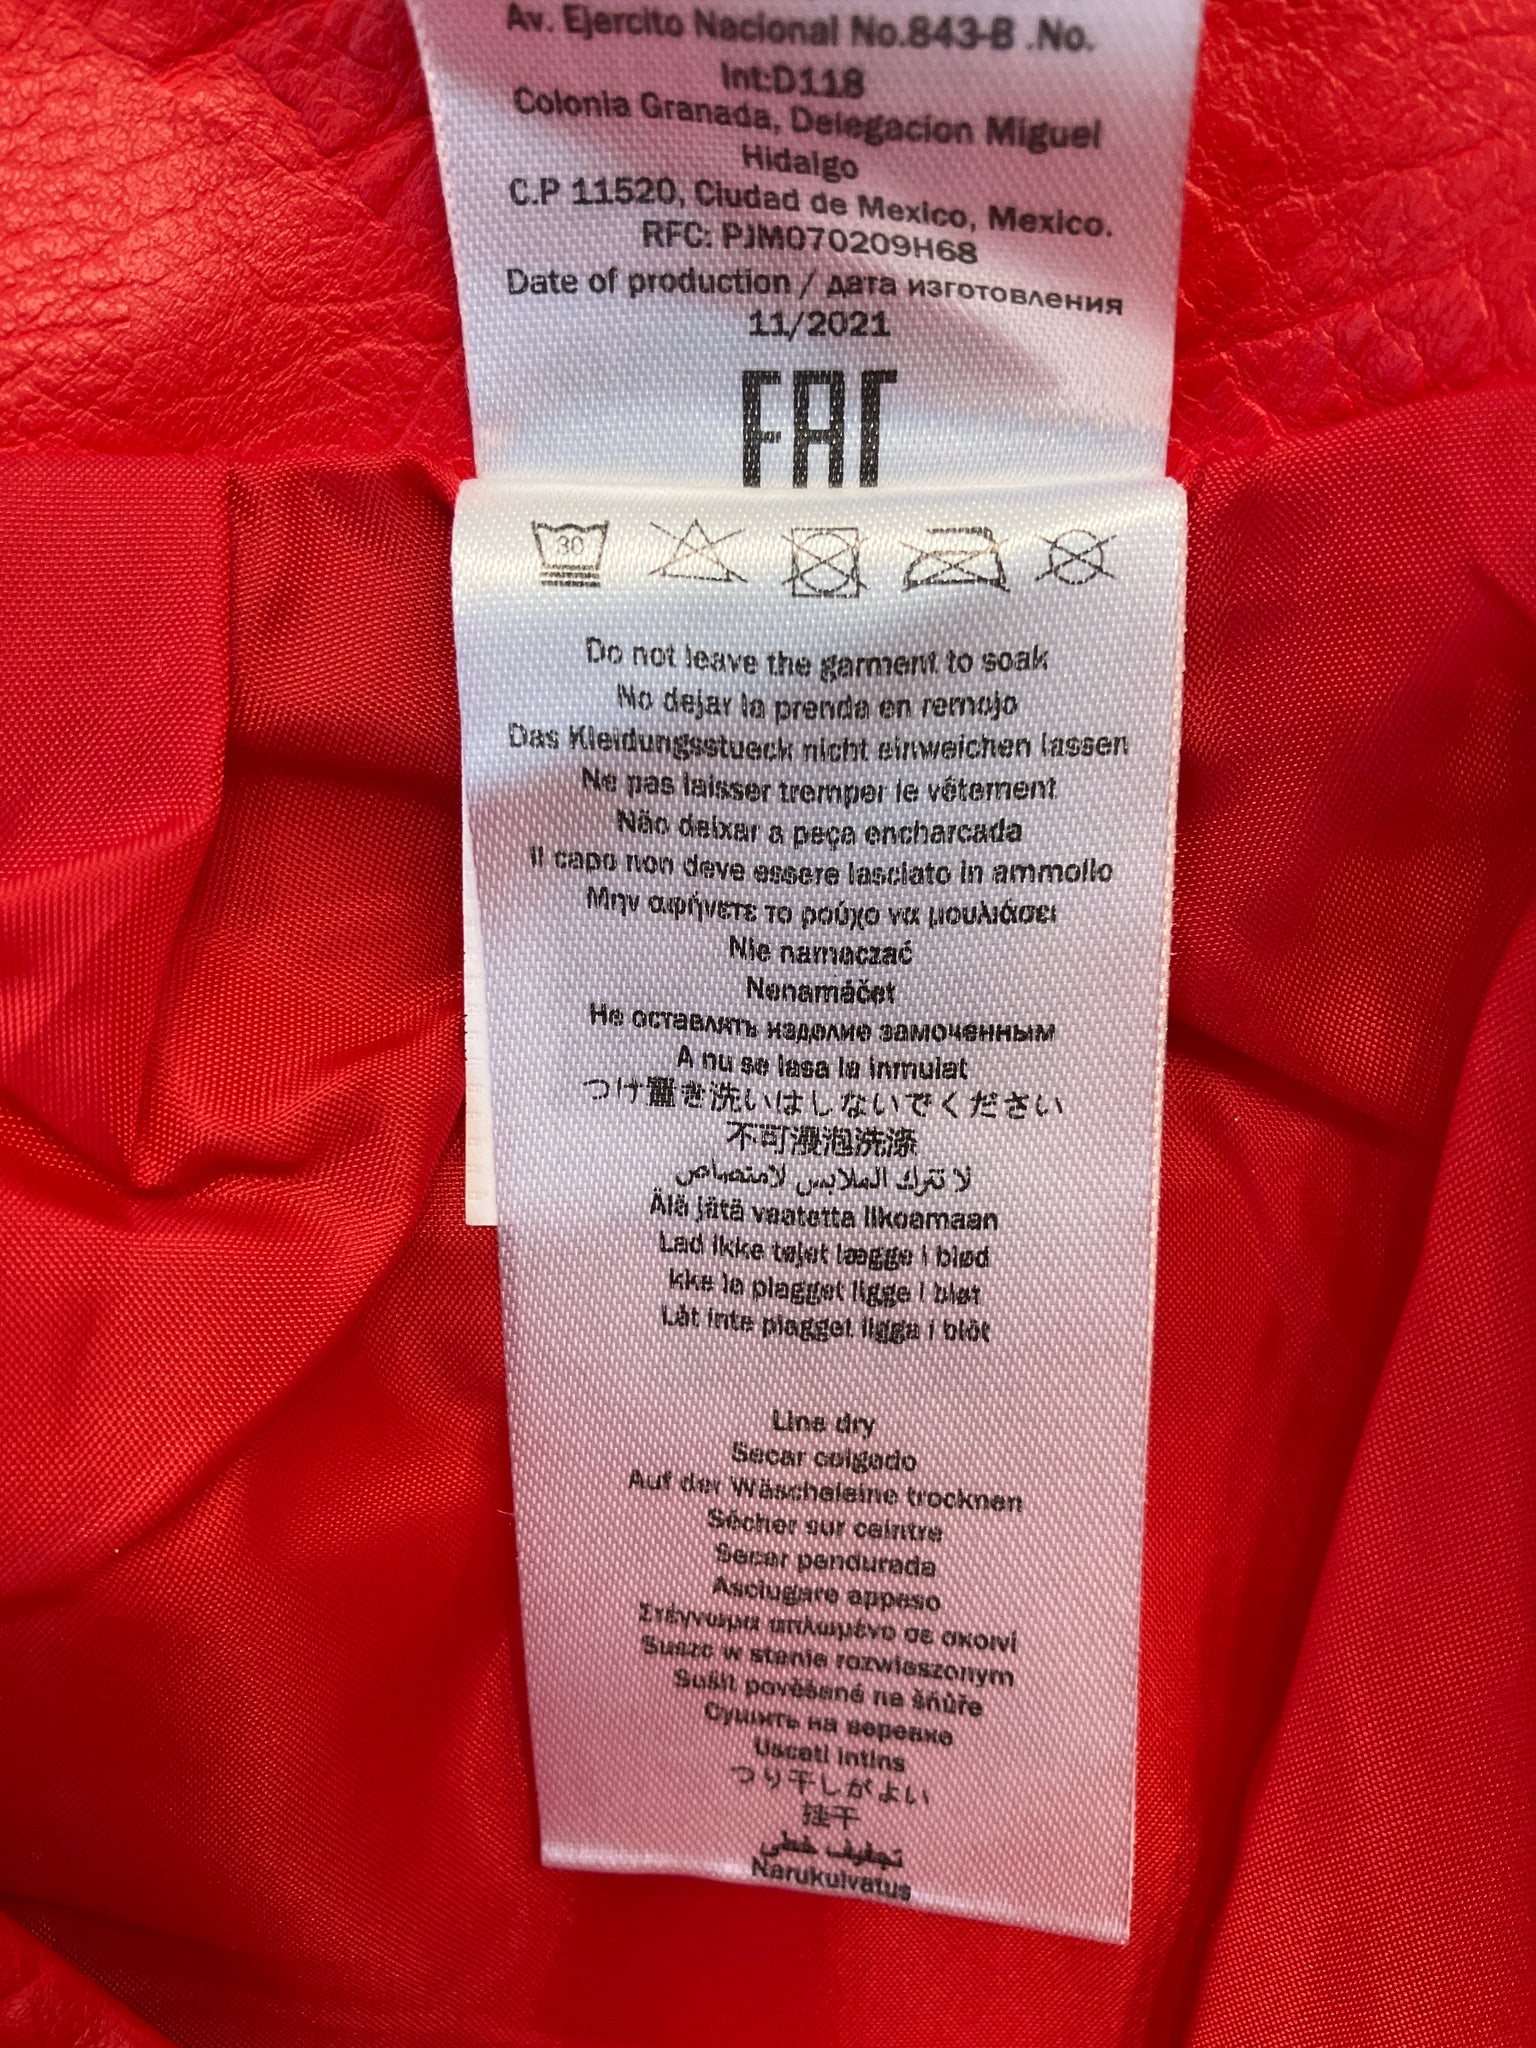 Av. Ejercito Nacional No.843-B .No.
Int:D118
Colonia Granada, Delegacion Miguel
Hidalgo
C.P 11520, Ciudad de Mexico, Mexico.
RFC: PJM070209H68
Date of production / дата изготовления
11/2021
EAC
30
Do not leave the garment to soak
No dejar la prenda en remojo
Das Kleidungsstueck nicht einweichen lassen
Ne pas laisser tremper le vêtement
Não deixar a peça encharcada
Il capo non deve essere lasciato in ammollo
Μην αφήνετε το ρούχο να μουλιάσει
Nie namaczać
Nenamáčet
Не оставлять изделие замоченным
A nu se lasa la inmuiat
つけ置き洗いはしないでください
不可浸泡洗涤
لا تترك الملابس لامتصاص
Älä jätä vaatetta likoamaan
Lad ikke tøjet lægge i blød
kke la plagget ligge i bløt
Låt inte plagget ligga i blöt
Line dry
Secar colgado
Auf der Wäscheleine trocknen
Sécher sur ceintre
Secar pendurada
Asciugare appeso
Στέγνωμα απλωμένο σε σκοινί
Suszc w stanie rozwieszonym
Sušit pověšené na šňůře
Сушить на веревке
Uscati intins
つり干しがよい
挂干
تجفيف خطي
Narukuivatus